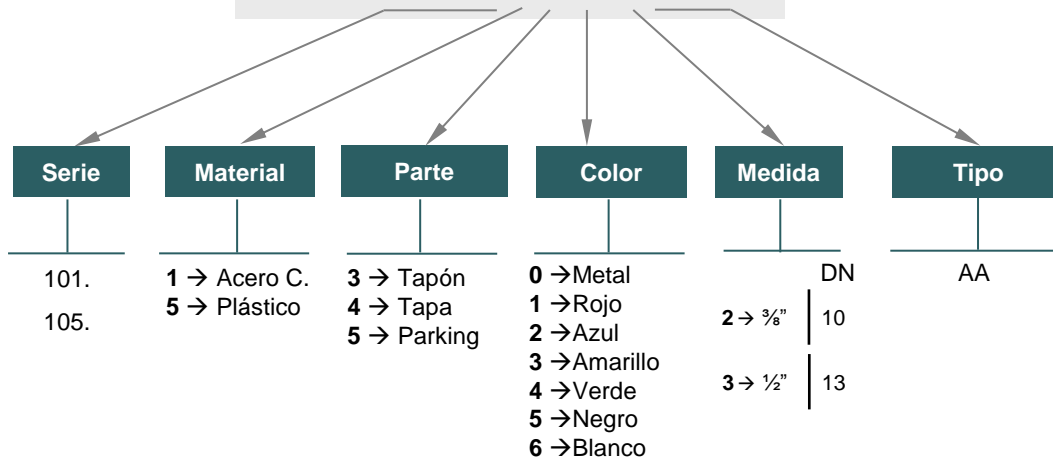 Serie
101.
105.
Material
1 → Acero C.
5 → Plástico
Parte
3 → Tapón
4 → Tapa
5 → Parking
Color
0 →Metal
1 →Rojo
2 →Azul
3 →Amarillo
4 →Verde
5 →Negro
6 →Blanco
Medida
DN
2 → ⅜” 10
3 → ½” 13
Tipo
AA